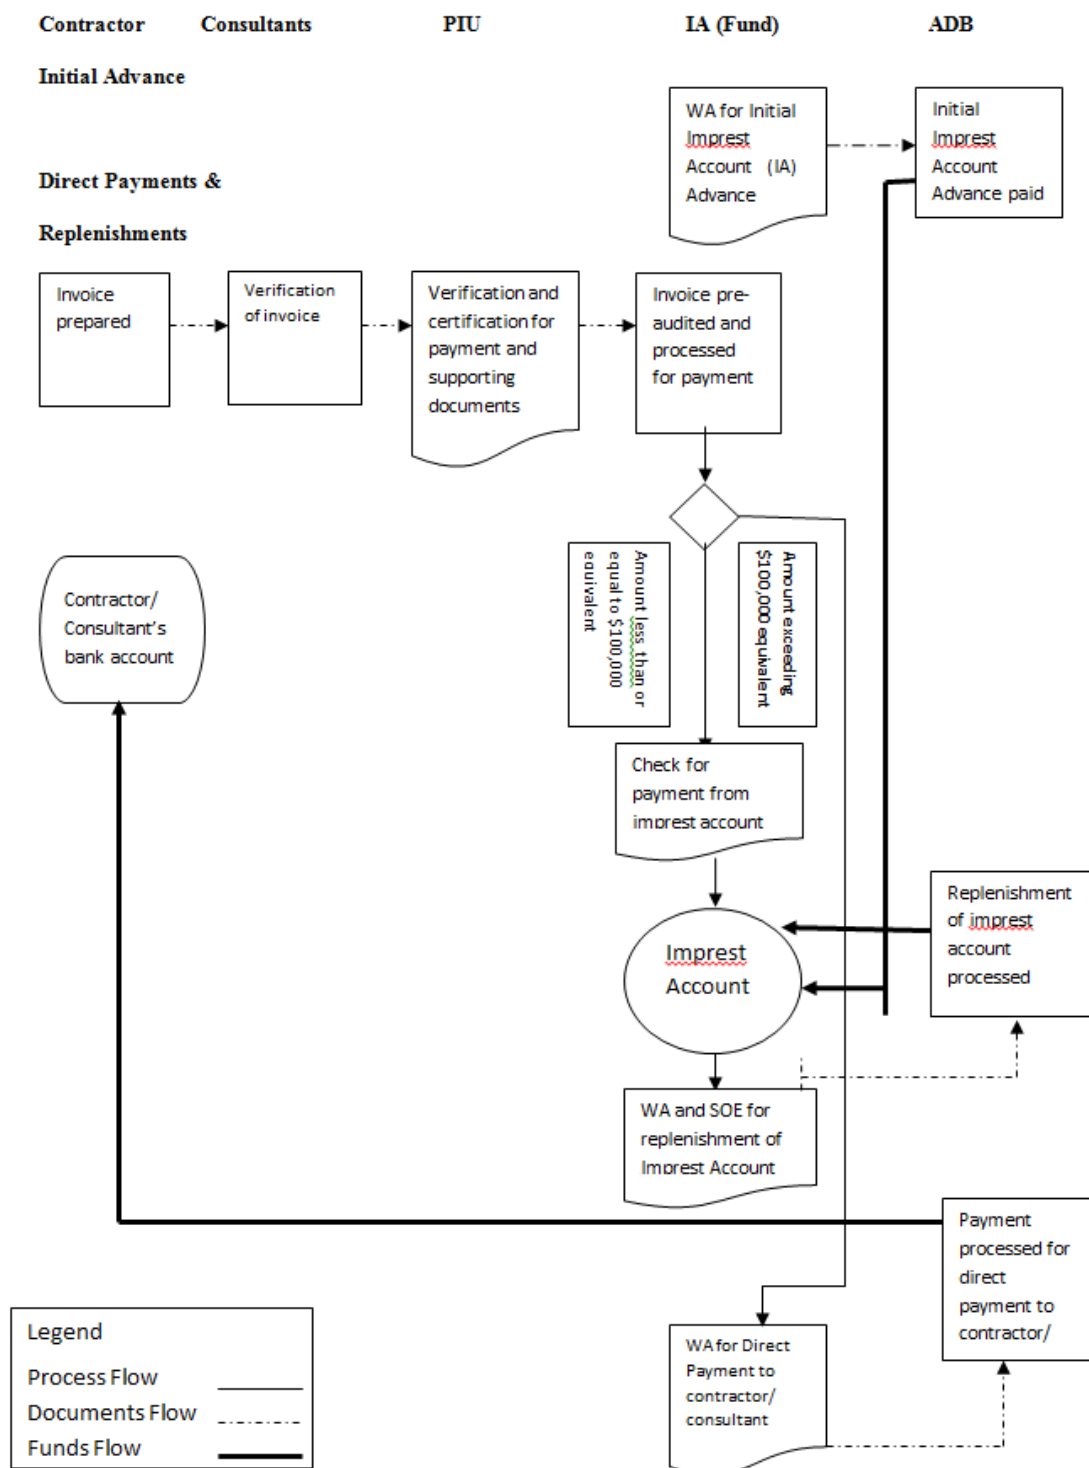 Contractor Consultants PIU IA (Fund) ADB
Initial Advance
WA for Initial
Imprest
Account (IA)
Advance
Initial
Imprest
Account
Advance paid
Direct Payments &
Replenishments
Invoice
prepared
Verification
of invoice
Verification and
certification for
payment and
supporting
documents
Invoice pre-
audited and
processed
for payment
Amount less than or
equal to $100,000
equivalent
Amount exceeding
$100,000 equivalent
Contractor/
Consultant's
bank account
Check for
payment from
imprest account
Imprest
Account
Replenishment
of imprest
account
processed
WA and SOE for
replenishment of
Imprest Account
Payment
processed for
direct
payment to
contractor/
WA for Direct
Payment to
contractor/
consultant
Legend
Process Flow
Documents Flow
Funds Flow